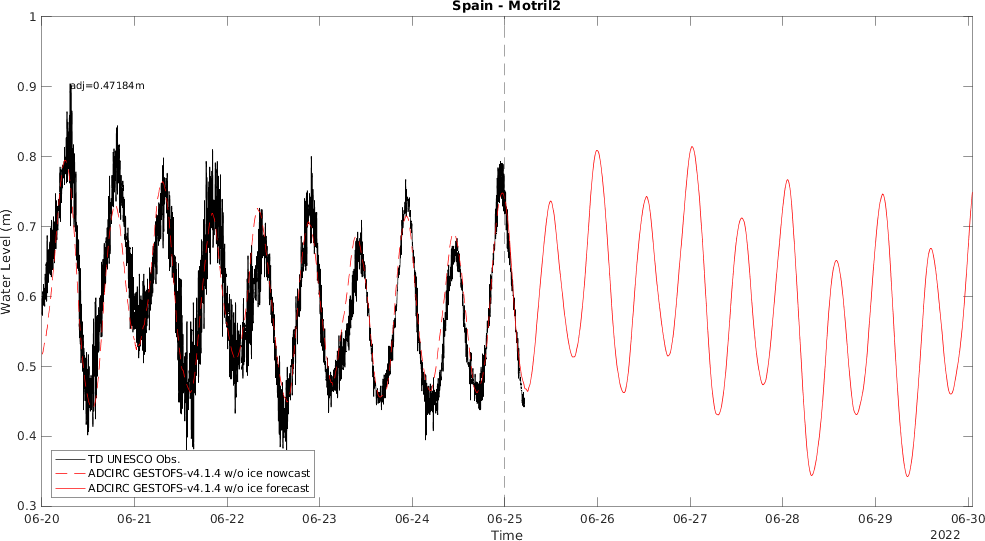 Spain - Motril2
1
0.9
0.8
0.7
0.6
0.5
0.4
0.3
Water Level (m)
adj=0.47184m
TD UNESCO Obs.
ADCIRC GESTOFS-v4.1.4 w/o ice nowcast
ADCIRC GESTOFS-v4.1.4 w/o ice forecast
06-20 06-21 06-22 06-23 06-24 06-25 06-26 06-27 06-28 06-29 06-30
Time
2022